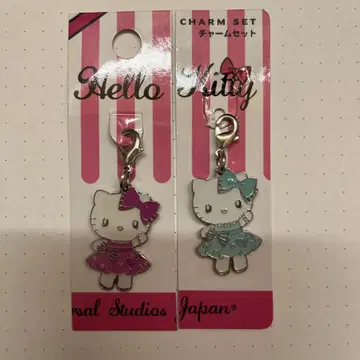 CHARM SET
チャームセット
Hello Kitty
rsal Studios Japan®